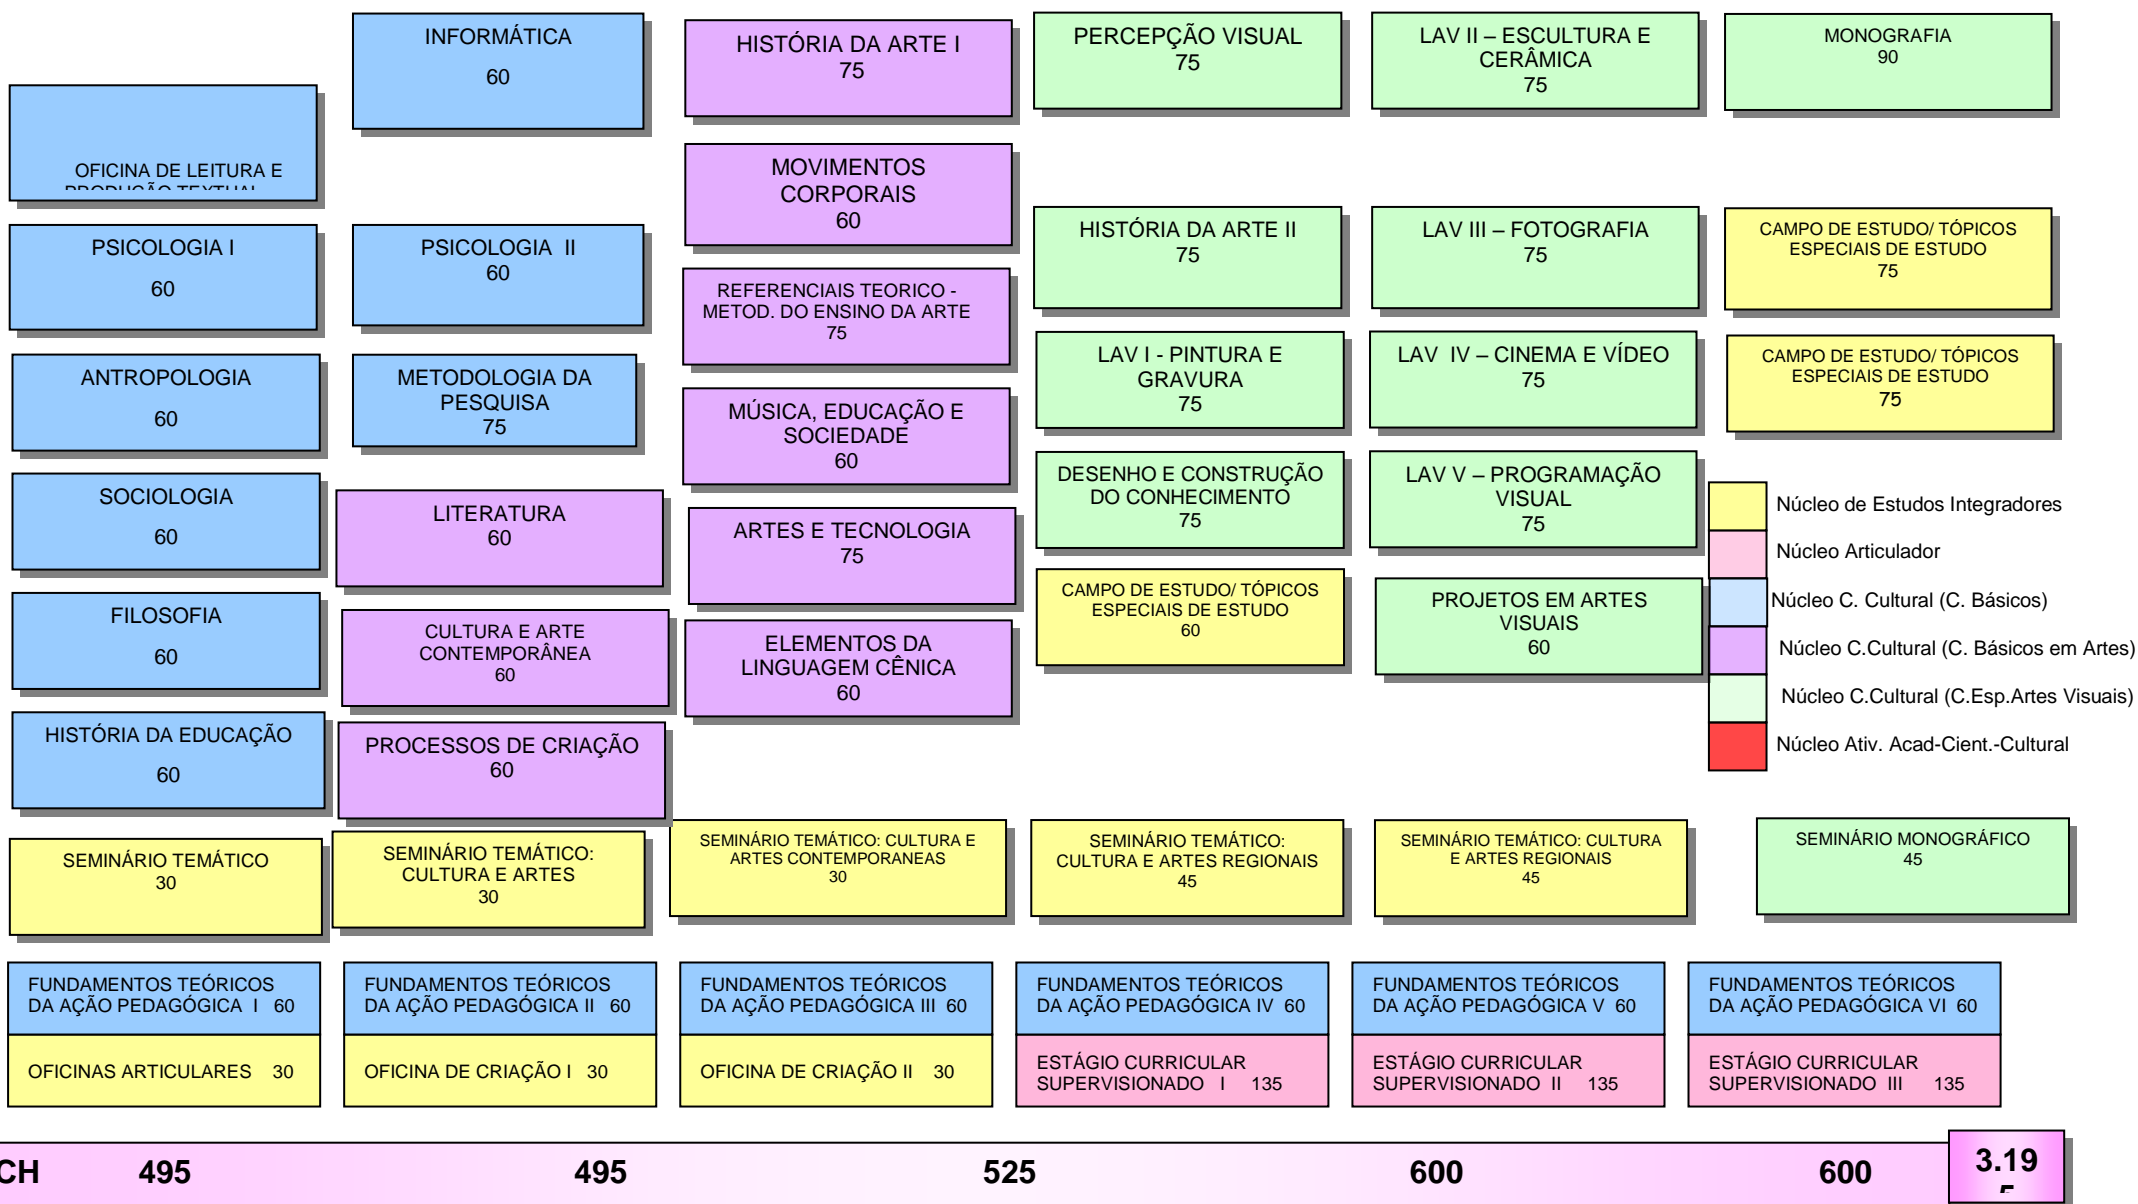 OFICINA DE LEITURA E
PRODUÇÃO TEXTUAL
PSICOLOGIA I
60
ANTROPOLOGIA
60
SOCIOLOGIA
60
FILOSOFIA
60
HISTÓRIA DA EDUCAÇÃO
60
SEMINÁRIO TEMÁTICO
30
INFORMÁTICA
60
PSICOLOGIA II
60
METODOLOGIA DA
PESQUISA
75
LITERATURA
60
CULTURA E ARTE
CONTEMPORÂNEA
60
PROCESSOS DE CRIAÇÃO
60
SEMINÁRIO TEMÁTICO:
CULTURA E ARTES
30
HISTÓRIA DA ARTE I
75
MOVIMENTOS
CORPORAIS
60
REFERENCIAIS TEORICO -
METOD. DO ENSINO DA ARTE
75
MÚSICA, EDUCAÇÃO E
SOCIEDADE
60
ARTES E TECNOLOGIA
75
ELEMENTOS DA
LINGUAGEM CÊNICA
60
SEMINÁRIO TEMÁTICO: CULTURA E
ARTES CONTEMPORANEAS
30
PERCEPÇÃO VISUAL
75
HISTÓRIA DA ARTE II
75
LAV I - PINTURA E
GRAVURA
75
DESENHO E CONSTRUÇÃO
DO CONHECIMENTO
75
CAMPO DE ESTUDO/ TÓPICOS
ESPECIAIS DE ESTUDO
60
SEMINÁRIO TEMÁTICO:
CULTURA E ARTES REGIONAIS
45
LAV II – ESCULTURA E
CERÂMICA
75
LAV III – FOTOGRAFIA
75
LAV IV – CINEMA E VÍDEO
75
LAV V – PROGRAMAÇÃO
VISUAL
75
PROJETOS EM ARTES
VISUAIS
60
SEMINÁRIO TEMÁTICO: CULTURA
E ARTES REGIONAIS
45
MONOGRAFIA
90
CAMPO DE ESTUDO/ TÓPICOS
ESPECIAIS DE ESTUDO
75
CAMPO DE ESTUDO/ TÓPICOS
ESPECIAIS DE ESTUDO
75
Núcleo de Estudos Integradores
Núcleo Articulador
Núcleo C. Cultural (C. Básicos)
Núcleo C.Cultural (C. Básicos em Artes)
Núcleo C.Cultural (C.Esp.Artes Visuais)
Núcleo Ativ. Acad-Cient.-Cultural
SEMINÁRIO MONOGRÁFICO
45
FUNDAMENTOS TEÓRICOS
DA AÇÃO PEDAGÓGICA I 60
OFICINAS ARTICULARES 30
FUNDAMENTOS TEÓRICOS
DA AÇÃO PEDAGÓGICA II 60
OFICINA DE CRIAÇÃO I 30
FUNDAMENTOS TEÓRICOS
DA AÇÃO PEDAGÓGICA III 60
OFICINA DE CRIAÇÃO II 30
FUNDAMENTOS TEÓRICOS
DA AÇÃO PEDAGÓGICA IV 60
ESTÁGIO CURRICULAR
SUPERVISIONADO I 135
FUNDAMENTOS TEÓRICOS
DA AÇÃO PEDAGÓGICA V 60
ESTÁGIO CURRICULAR
SUPERVISIONADO II 135
FUNDAMENTOS TEÓRICOS
DA AÇÃO PEDAGÓGICA VI 60
ESTÁGIO CURRICULAR
SUPERVISIONADO III 135
CH 495 495 525 600 600
3.19